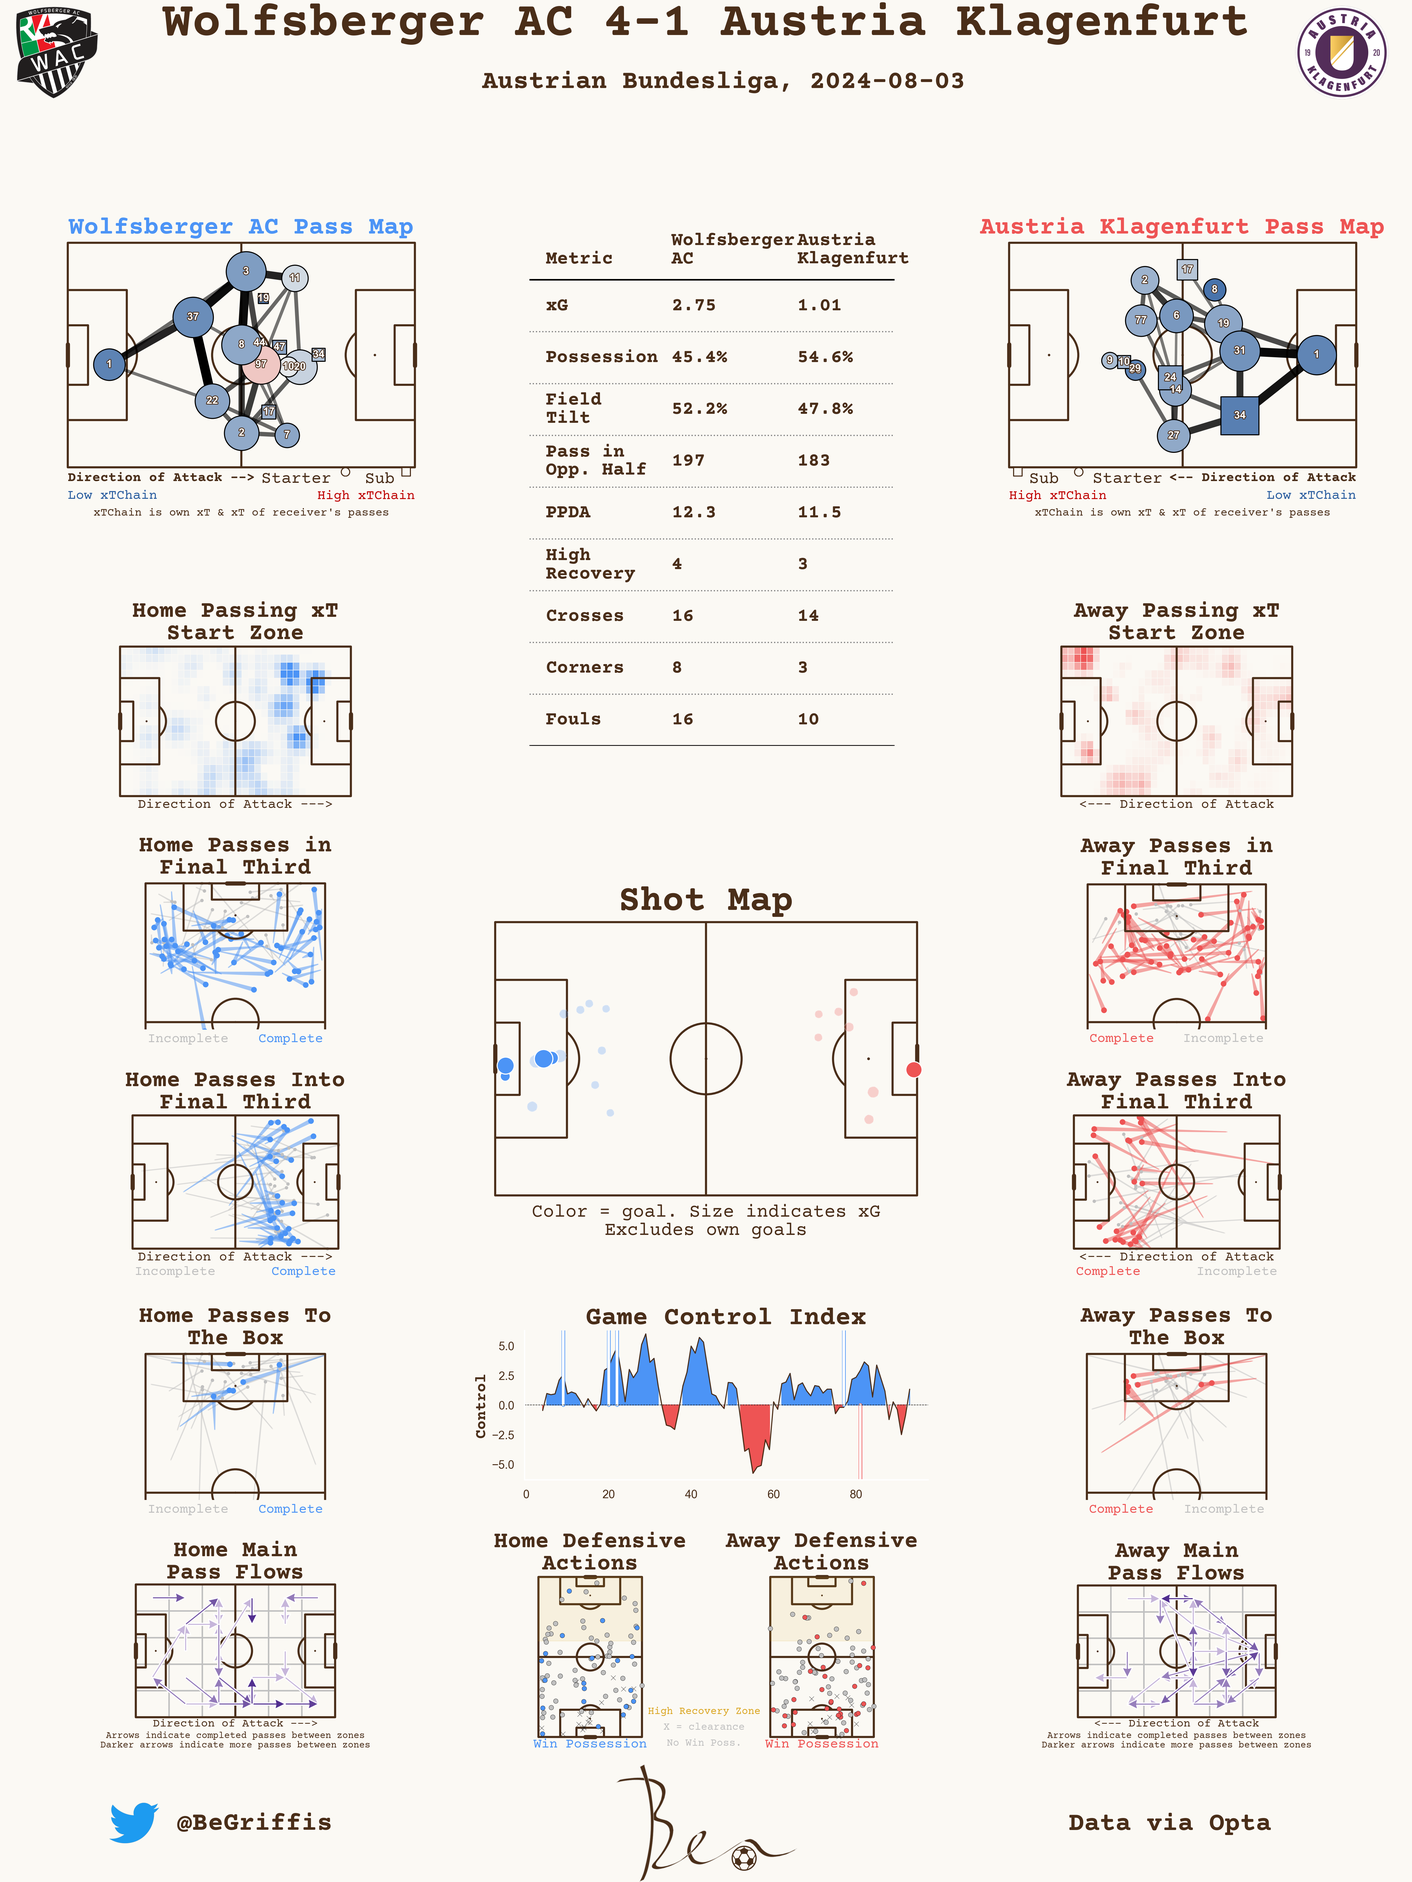 Wolfsberger AC 4-1 Austria Klagenfurt
Austrian Bundesliga, 2024-08-03
WOLFSBERGER AC
WAC
AUSTRIA
19 20
KLAGENFURT
Wolfsberger AC Pass Map
3
11
19
37
8
44
47
34
1
97
10
20
22
17
2
7
Direction of Attack --> Starter Sub
Low xTChain High xTChain
xTChain is own xT & xT of receiver's passes
Metric Wolfsberger AC Austria Klagenfurt
xG 2.75 1.01
Possession 45.4% 54.6%
Field Tilt 52.2% 47.8%
Pass in Opp. Half 197 183
PPDA 12.3 11.5
High Recovery 4 3
Crosses 16 14
Corners 8 3
Fouls 16 10
Austria Klagenfurt Pass Map
17
2
8
77
6
19
31
1
9
10
29
24
14
34
27
Sub Starter <-- Direction of Attack
High xTChain Low xTChain
xTChain is own xT & xT of receiver's passes
Home Passing xT
Start Zone
Direction of Attack --->
Away Passing xT
Start Zone
<--- Direction of Attack
Home Passes in
Final Third
Incomplete Complete
Away Passes in
Final Third
Complete Incomplete
Shot Map
Color = goal. Size indicates xG
Excludes own goals
Home Passes Into
Final Third
Direction of Attack --->
Incomplete Complete
Away Passes Into
Final Third
<--- Direction of Attack
Complete Incomplete
Home Passes To
The Box
Incomplete Complete
Game Control Index
Control
5.0
2.5
0.0
−2.5
−5.0
0 20 40 60 80
Away Passes To
The Box
Complete Incomplete
Home Main
Pass Flows
Direction of Attack --->
Arrows indicate completed passes between zones
Darker arrows indicate more passes between zones
Home Defensive
Actions
Win Possession
High Recovery Zone
X = clearance
No Win Poss.
Away Defensive
Actions
Win Possession
Away Main
Pass Flows
<--- Direction of Attack
Arrows indicate completed passes between zones
Darker arrows indicate more passes between zones
@BeGriffis
Ben
Data via Opta